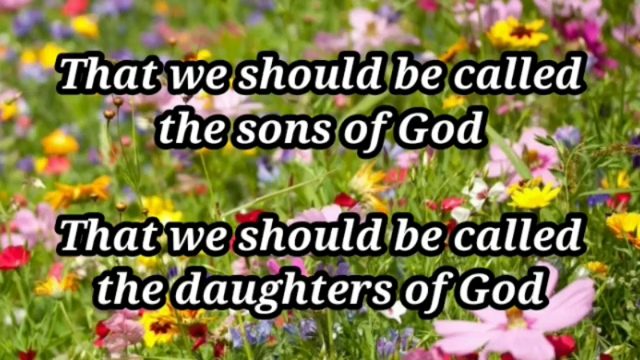 That we should be called
the sons of God
That we should be called
the daughters of God